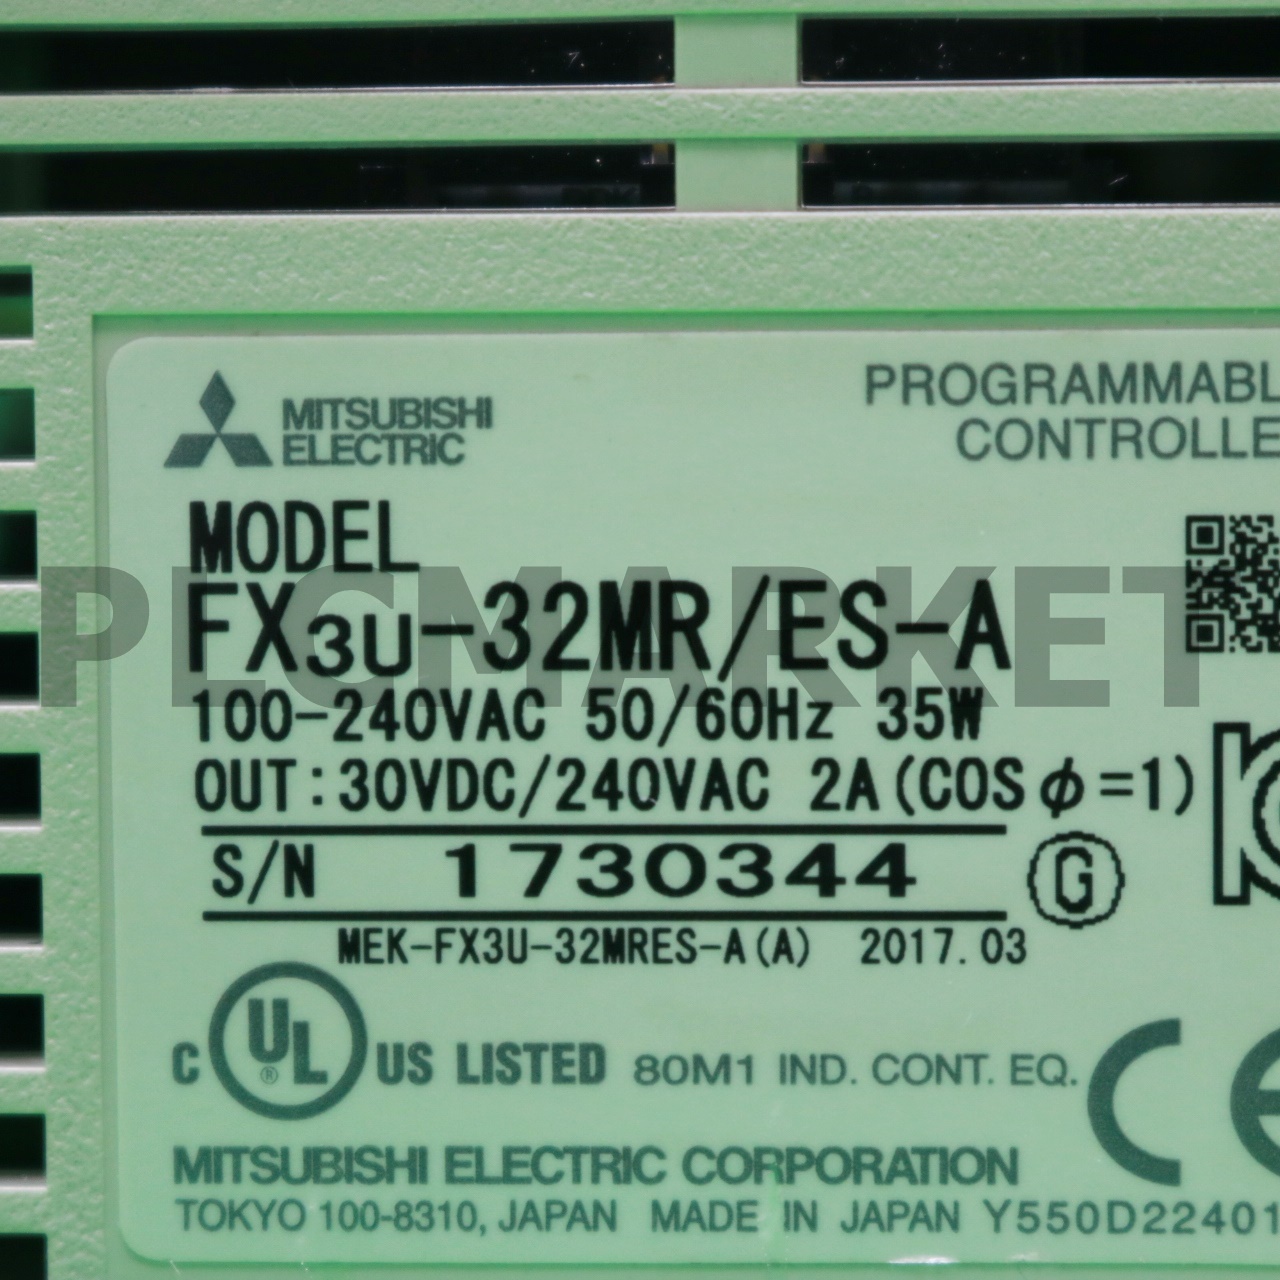 MITSUBISHI
ELECTRIC
PROGRAMMABL
CONTROLLE
MODEL
FX3U-32MR/ES-A
PLCMARKET
100-240VAC 50/60Hz 35W
OUT:30VDC/240VAC 2A(COSφ=1)
S/N 1730344 G
MEK-FX3U-32MRES-A(A) 2017.03
C UL® US LISTED 80M1 IND. CONT. EQ.
CE
MITSUBISHI ELECTRIC CORPORATION
TOKYO 100-8310, JAPAN MADE IN JAPAN Y550D22401